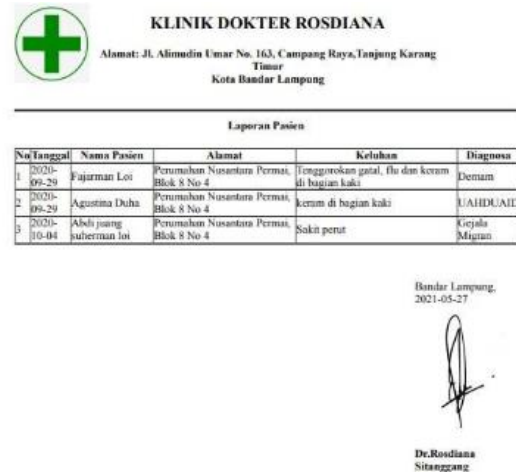 KLINIK DOKTER ROSDIANA
Alamat: Jl. Alimudin Umar No. 163, Campang Raya,Tanjung Karang
Timur
Kota Bandar Lampung
Laporan Pasien
No Tanggal Nama Pasien Alamat Keluhan Diagnosa
1 2020-09-29 Fajarman Loi Perumahan Nusantara Permai, Blok 8 No 4 Tenggorokan gatal, flu dan keram di bagian kaki Demam
2 2020-09-29 Agustina Duha Perumahan Nusantara Permai, Blok 8 No 4 keram di bagian kaki UAHDUAID
3 2020-10-04 Abdi juang suherman loi Perumahan Nusantara Permai, Blok 8 No 4 Sakit perut Gejala Migran
Bandar Lampung,
2021-05-27
Dr.Rosdiana
Sitanggang